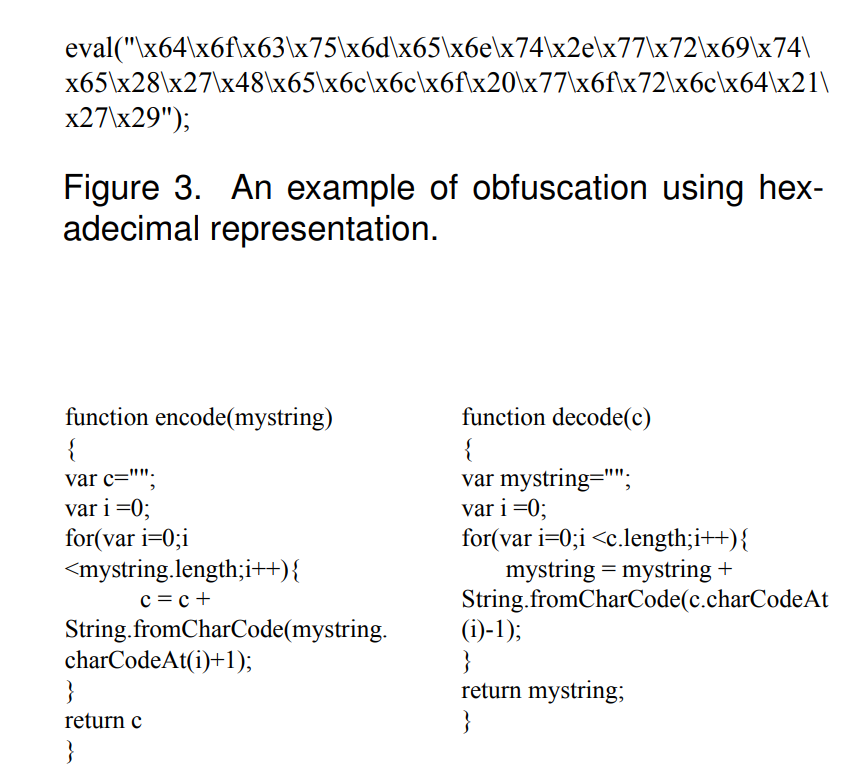 eval("\x64\x6f\x63\x75\x6d\x65\x6e\x74\x2e\x77\x72\x69\x74\
x65\x28\x27\x48\x65\x6c\x6c\x6f\x20\x77\x6f\x72\x6c\x64\x21\
x27\x29");
Figure 3. An example of obfuscation using hex-
adecimal representation.
function encode(mystring)
{
var c="";
var i =0;
for(var i=0;i
<mystring.length;i++){
c = c +
String.fromCharCode(mystring.
charCodeAt(i)+1);
}
return c
}
function decode(c)
{
var mystring="";
var i =0;
for(var i=0;i <c.length;i++){
mystring = mystring +
String.fromCharCode(c.charCodeAt
(i)-1);
}
return mystring;
}